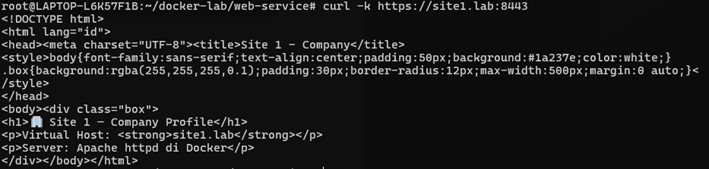 root@LAPTOP-L6K57F1B:~/docker-lab/web-service# curl -k https://site1.lab:8443
<!DOCTYPE html>
<html lang="id">
<head><meta charset="UTF-8"><title>Site 1 - Company</title>
<style>body{font-family:sans-serif;text-align:center;padding:50px;background:#1a237e;color:white;}
.box{background:rgba(255,255,255,0.1);padding:30px;border-radius:12px;max-width:500px;margin:0 auto;}<
/style>
</head>
<body><div class="box">
<h1>🏢 Site 1 — Company Profile</h1>
<p>Virtual Host: <strong>site1.lab</strong></p>
<p>Server: Apache httpd di Docker</p>
</div></body></html>